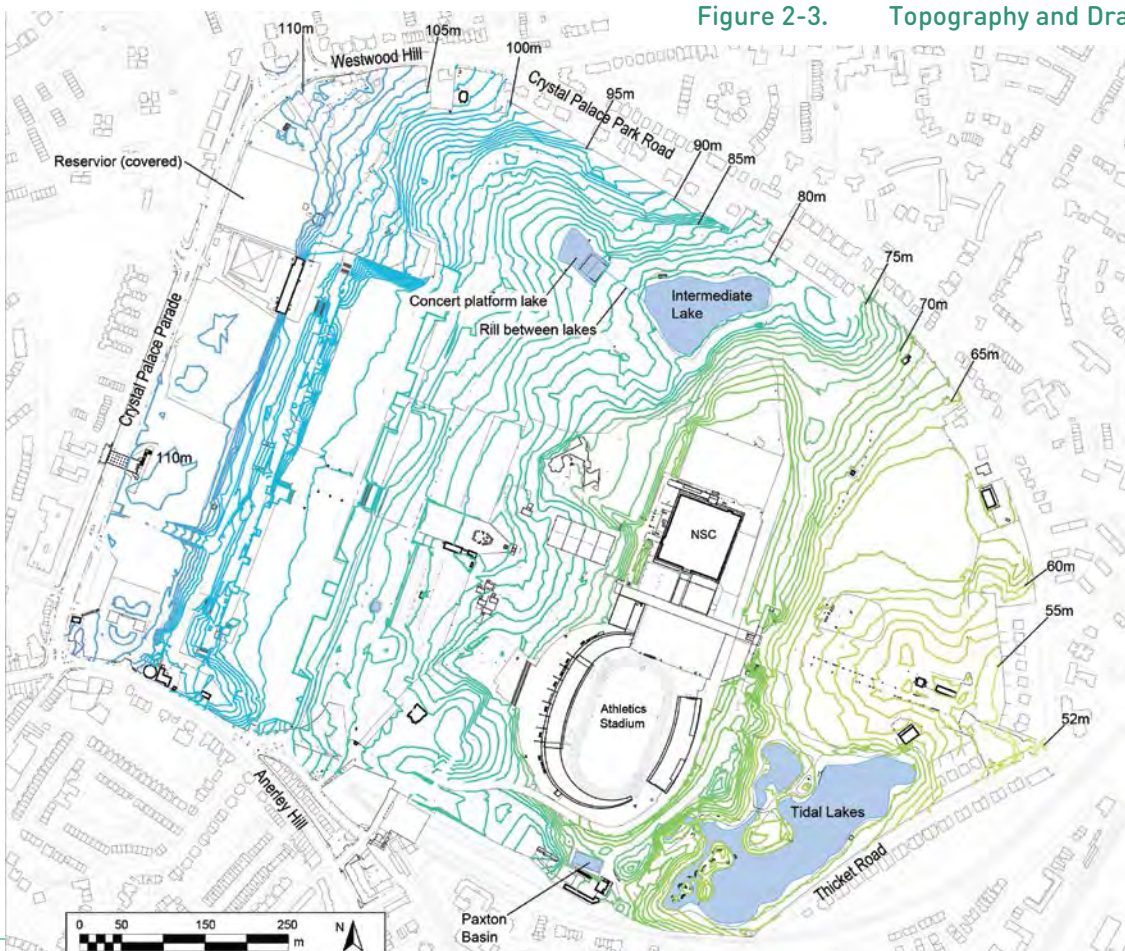 Figure 2-3. Topography and Dra
110m
105m
100m
Westwood Hill
Crystal Palace Park Road
95m
90m
85m
80m
75m
70m
65m
Reservior (covered)
Concert platform lake
Rill between lakes
Intermediate
Lake
Crystal Palace Parade
110m
NSC
60m
55m
52m
Athletics
Stadium
Tidal Lakes
Thicket Road
Anerley Hill
Paxton
Basin
0 50 150 250
m
N